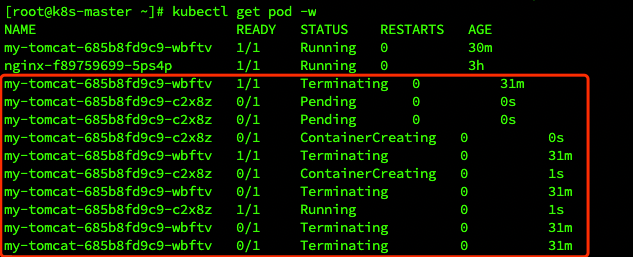 [root@k8s-master ~]# kubectl get pod -w
NAME READY STATUS RESTARTS AGE
my-tomcat-685b8fd9c9-wbftv 1/1 Running 0 30m
nginx-f89759699-5ps4p 1/1 Running 0 3h
my-tomcat-685b8fd9c9-wbftv 1/1 Terminating 0 31m
my-tomcat-685b8fd9c9-c2x8z 0/1 Pending 0 0s
my-tomcat-685b8fd9c9-c2x8z 0/1 Pending 0 0s
my-tomcat-685b8fd9c9-c2x8z 0/1 ContainerCreating 0 0s
my-tomcat-685b8fd9c9-wbftv 1/1 Terminating 0 31m
my-tomcat-685b8fd9c9-c2x8z 0/1 ContainerCreating 0 1s
my-tomcat-685b8fd9c9-wbftv 0/1 Terminating 0 31m
my-tomcat-685b8fd9c9-c2x8z 1/1 Running 0 1s
my-tomcat-685b8fd9c9-wbftv 0/1 Terminating 0 31m
my-tomcat-685b8fd9c9-wbftv 0/1 Terminating 0 31m